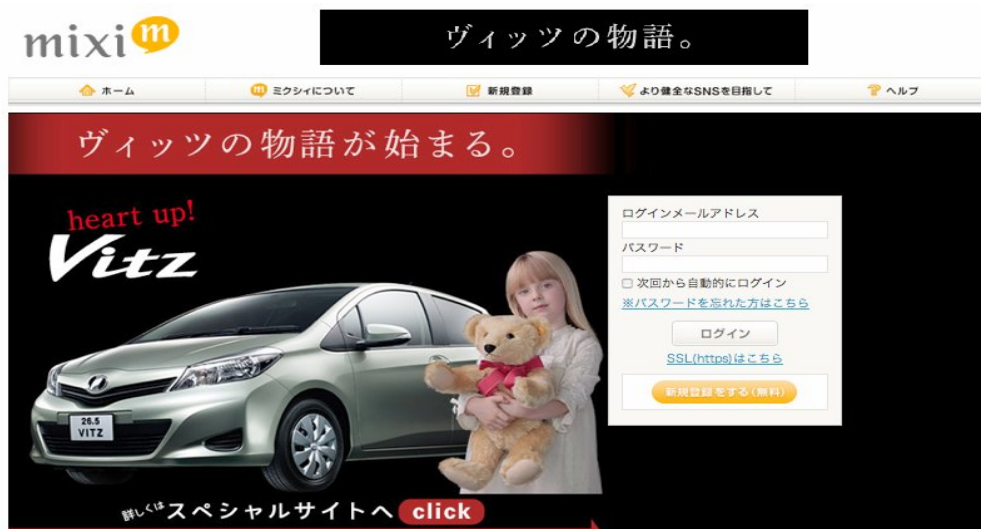 mixi m
ヴィッツの物語。
ホーム
ミクシィについて
新規登録
より健全なSNSを目指して
? ヘルプ
ヴィッツの物語が始まる。
heart up!
Vitz
26.5
VITZ
詳しくは スペシャルサイトへ click
ログインメールアドレス
パスワード
次回から自動的にログイン
※パスワードを忘れた方はこちら
ログイン
SSL(https)はこちら
新規登録をする(無料)